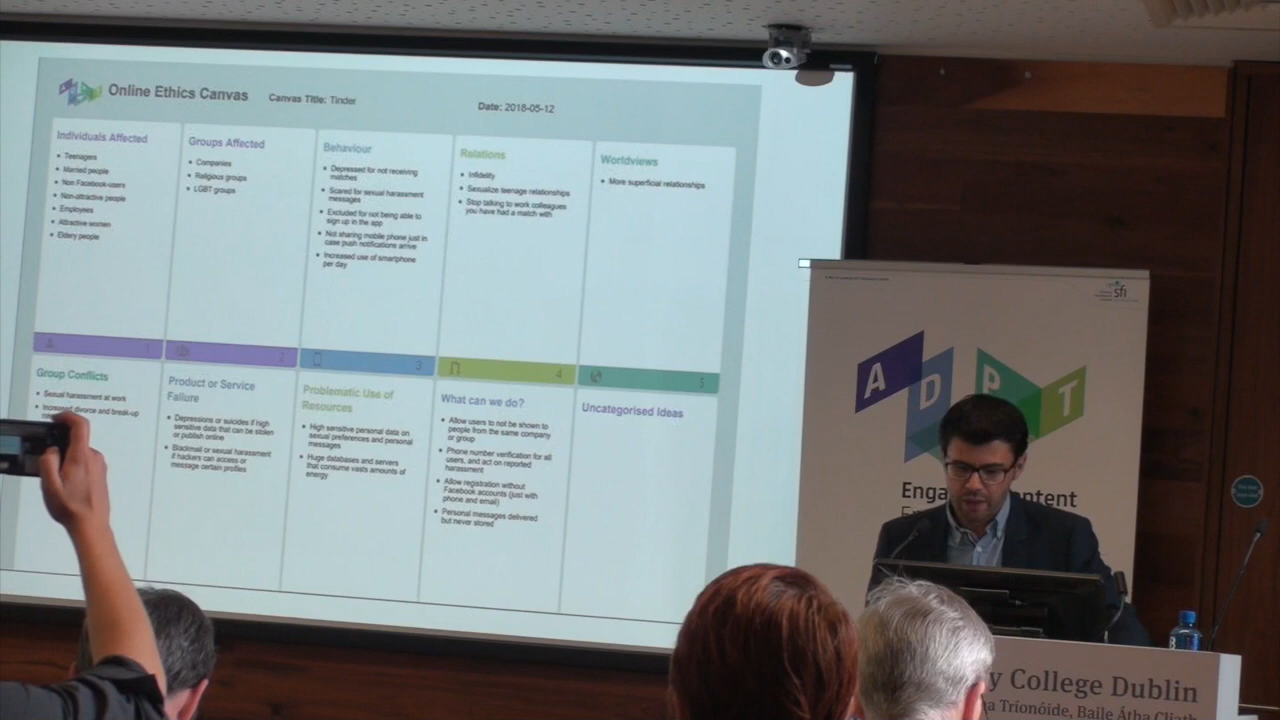 Online Ethics Canvas
Canvas Title: Tinder
Date: 2018-05-12
Individuals Affected
Teenagers
Married people
Non Facebook-users
Non-attractive people
Employees
Attractive women
Eldery people
1
Groups Affected
Companies
Religious groups
LGBT groups
2
Behaviour
Depressed for not receiving
matches
Scared for sexual harassment
messages
Excluded for not being able to
sign up in the app
Not sharing mobile phone just in
case push notifications arrive
Increased use of smartphone
per day
3
Relations
Infidelity
Sexualize teenage relationships
Stop talking to work colleagues
you have had a match with
4
Worldviews
More superficial relationships
5
Group Conflicts
Sexual harassment at work
Increased divorce and break-up
Product or Service
Failure
Depressions or suicides if high
sensitive data that can be stolen
or publish online
Blackmail or sexual harassment
if hackers can access or
message certain profiles
Problematic Use of
Resources
High sensitive personal data on
sexual preferences and personal
messages
Huge databases and servers
that consume vasts amounts of
energy
What can we do?
Allow users to not be shown to
people from the same company
or group
Phone number verification for all
users, and act on reported
harassment
Allow registration without
Facebook accounts (just with
phone and email)
Personal messages delivered
but never stored
Uncategorised Ideas
sfi
A D P T
Enga ntent
y College Dublin
a Tríonóide, Baile Átha Cliath